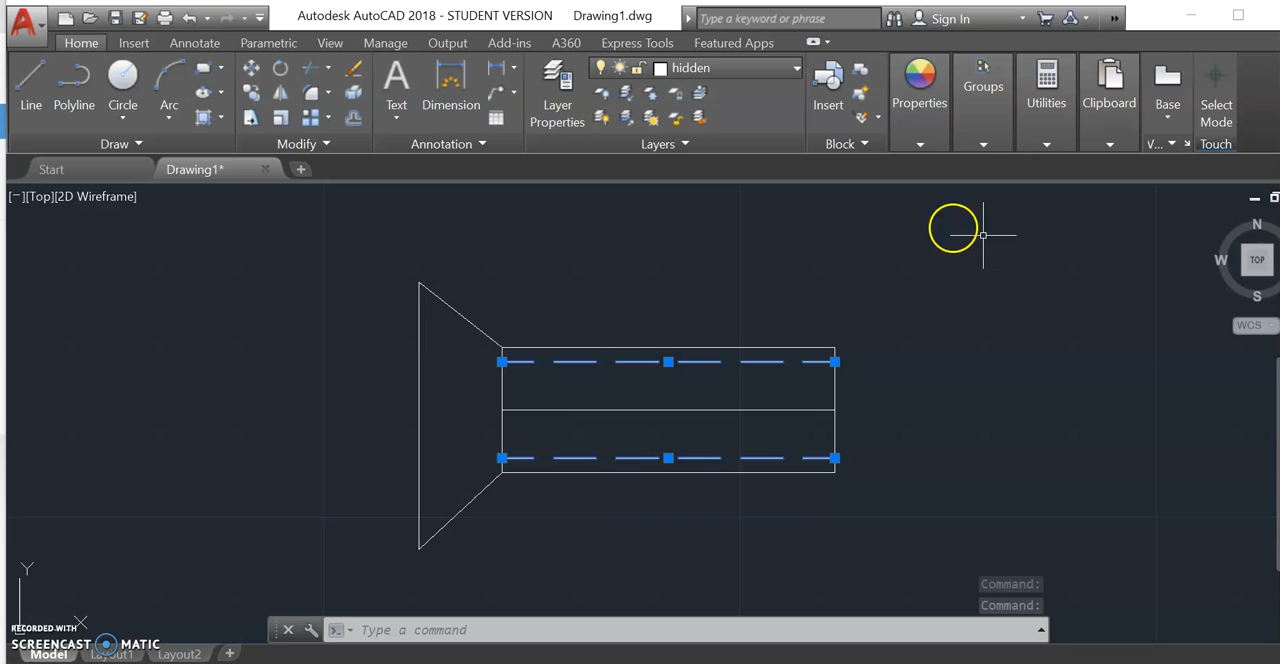 Autodesk AutoCAD 2018 - STUDENT VERSION Drawing1.dwg Type a keyword or phrase Sign In
Home Insert Annotate Parametric View Manage Output Add-ins A360 Express Tools Featured Apps
hidden
Line Polyline Circle Arc Text Dimension Layer Properties Insert Properties Groups Utilities Clipboard Base Select Mode
Draw Modify Annotation Layers Block V... Touch
Start Drawing1*
[−][Top][2D Wireframe]
N
W TOP
S
WCS
Y
X
Command:
Command:
Type a command
RECORDED WITH
SCREENCAST MATIC
Model Layout1 Layout2 +